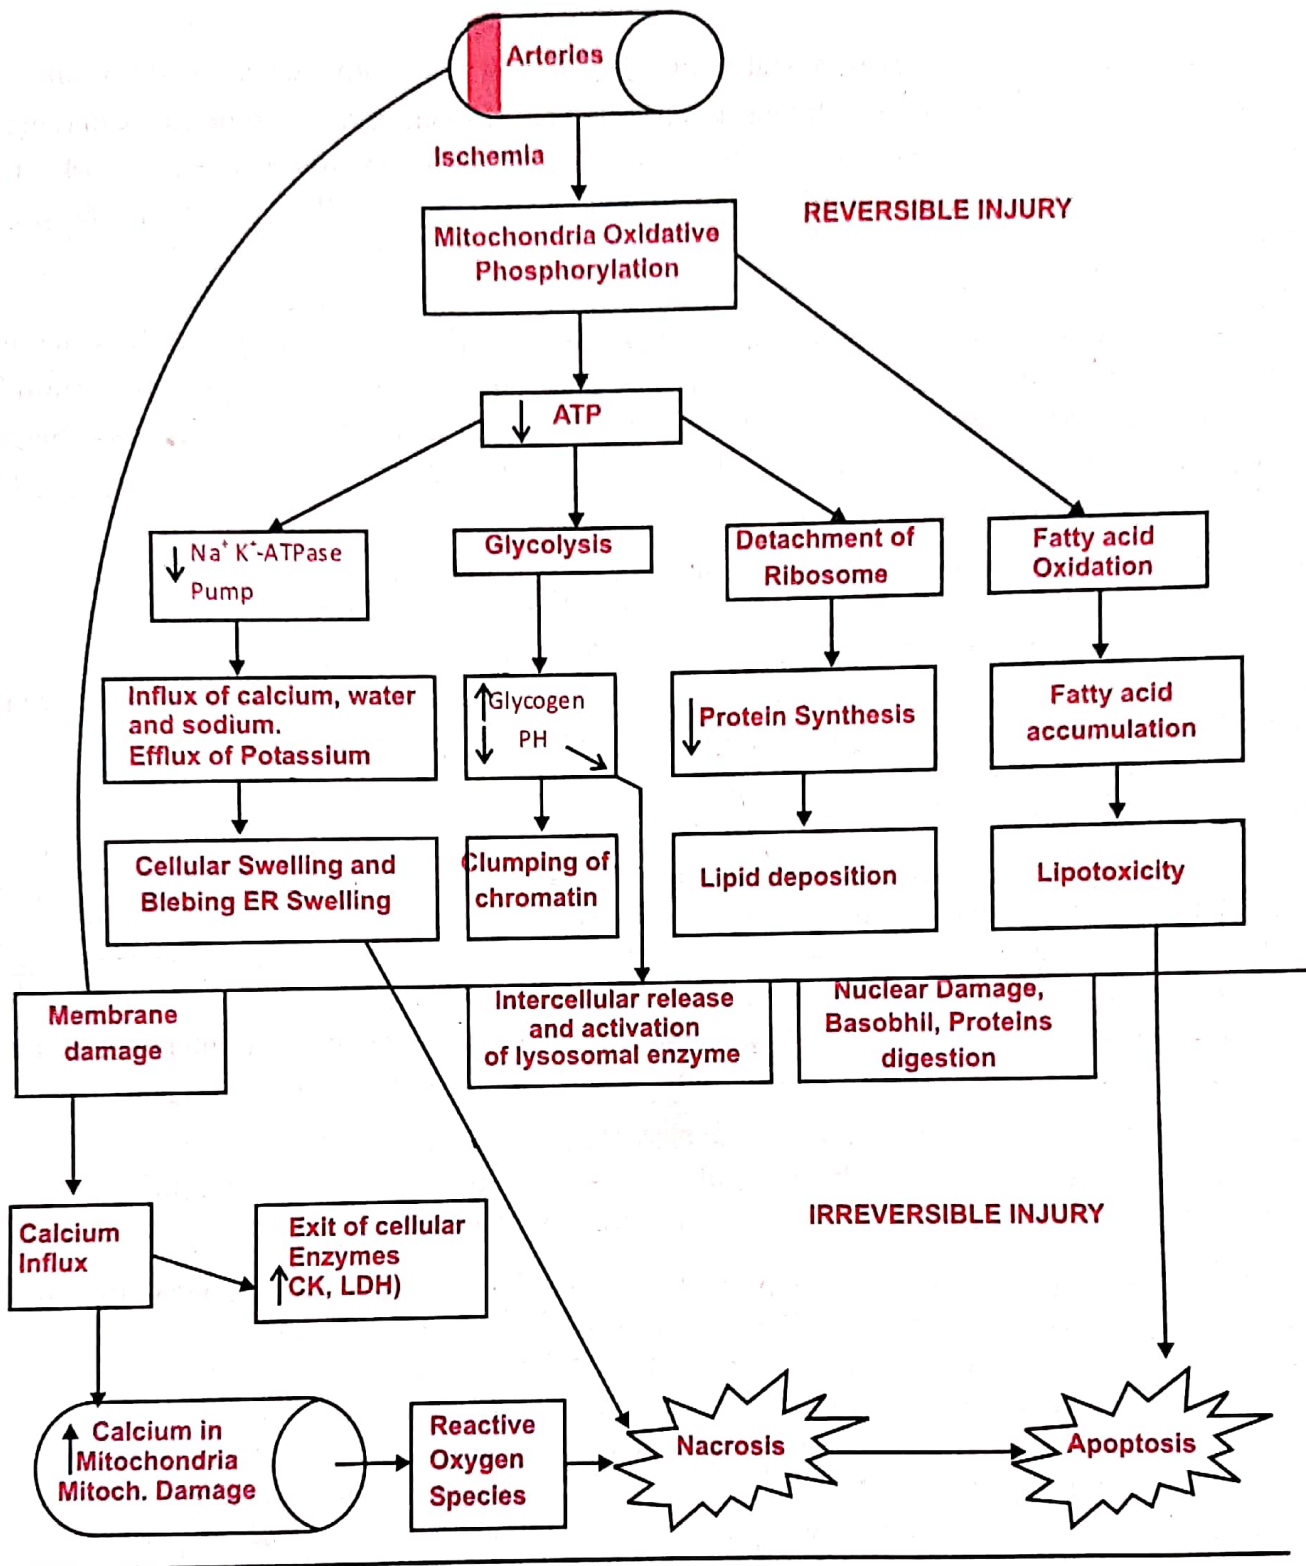 Arteries
Ischemia
REVERSIBLE INJURY
Mitochondria Oxidative
Phosphorylation
↓ ATP
↓ Na⁺ K⁺-ATPase
Pump
Glycolysis
Detachment of
Ribosome
Fatty acid
Oxidation
Influx of calcium, water
and sodium.
Efflux of Potassium
↑ Glycogen
↓ PH
↓ Protein Synthesis
Fatty acid
accumulation
Cellular Swelling and
Blebing ER Swelling
Clumping of
chromatin
Lipid deposition
Lipotoxicity
Membrane
damage
Intercellular release
and activation
of lysosomal enzyme
Nuclear Damage,
Basobhil, Proteins
digestion
IRREVERSIBLE INJURY
Calcium
Influx
Exit of cellular
Enzymes
↑ CK, LDH)
↑ Calcium in
Mitochondria
Mitoch. Damage
Reactive
Oxygen
Species
Nacrosis
Apoptosis